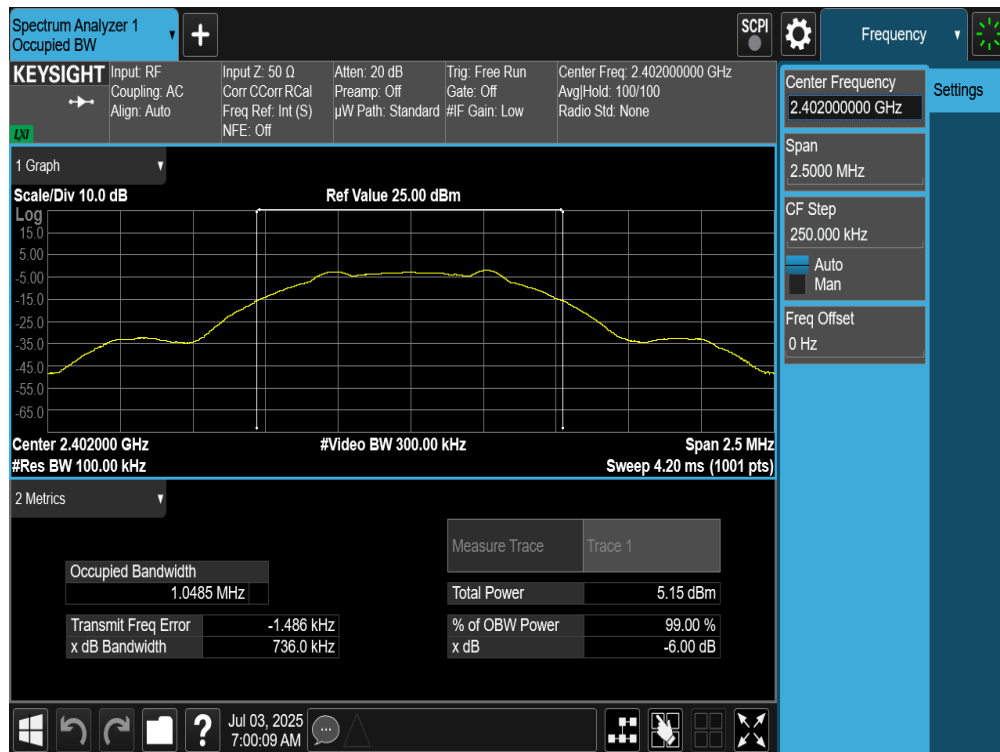 Spectrum Analyzer 1
Occupied BW
+
SCPI
Frequency
KEYSIGHT
LXI
Input: RF
Coupling: AC
Align: Auto
Input Z: 50 Ω
Corr CCorr RCal
Freq Ref: Int (S)
NFE: Off
Atten: 20 dB
Preamp: Off
µW Path: Standard
Trig: Free Run
Gate: Off
#IF Gain: Low
Center Freq: 2.402000000 GHz
Avg|Hold: 100/100
Radio Std: None
Center Frequency
2.402000000 GHz
Settings
Span
2.5000 MHz
CF Step
250.000 kHz
Auto
Man
Freq Offset
0 Hz
1 Graph
Scale/Div 10.0 dB
Ref Value 25.00 dBm
Log
15.0
5.00
-5.00
-15.0
-25.0
-35.0
-45.0
-55.0
-65.0
Center 2.402000 GHz
#Video BW 300.00 kHz
Span 2.5 MHz
#Res BW 100.00 kHz
Sweep 4.20 ms (1001 pts)
2 Metrics
Measure Trace
Trace 1
Occupied Bandwidth
1.0485 MHz
Total Power
5.15 dBm
Transmit Freq Error
-1.486 kHz
% of OBW Power
99.00 %
x dB Bandwidth
736.0 kHz
x dB
-6.00 dB
?
Jul 03, 2025
7:00:09 AM